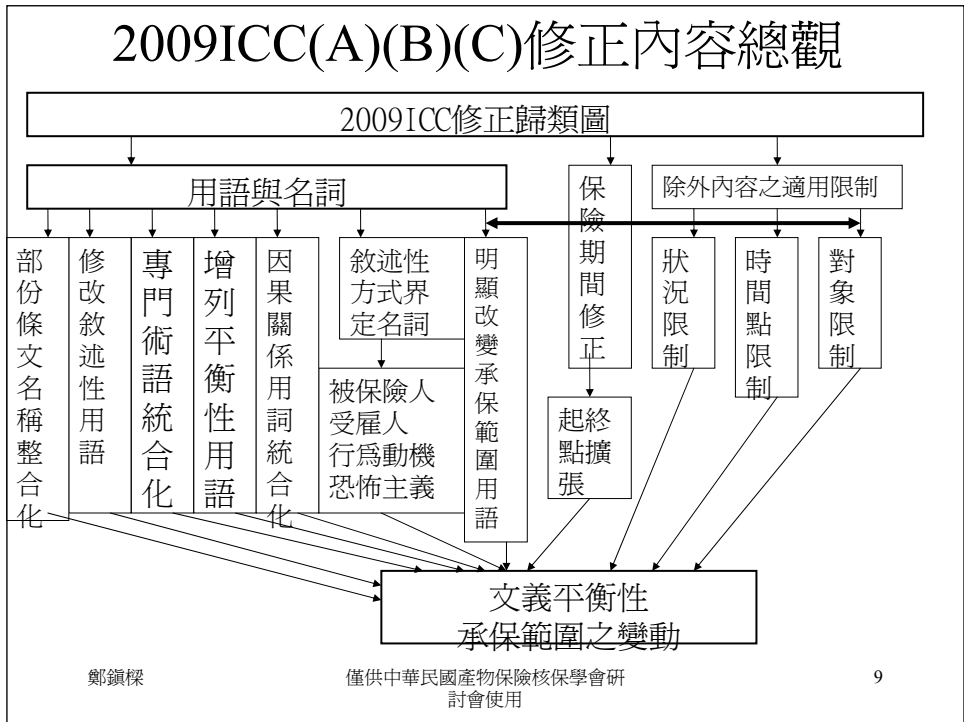 2009ICC(A)(B)(C)修正內容總觀
2009ICC修正歸類圖
用語與名詞
保險期間修正
除外內容之適用限制
部份條文名稱整合化
修改敘述性用語
專門術語統合化
增列平衡性用語
因果關係用詞統合化
敘述性
方式界
定名詞
被保險人
受雇人
行為動機
恐怖主義
明顯改變承保範圍用語
起終
點擴
張
狀況限制
時間點限制
對象限制
文義平衡性
承保範圍之變動
鄭鎮樑
僅供中華民國產物保險核保學會研
討會使用
9